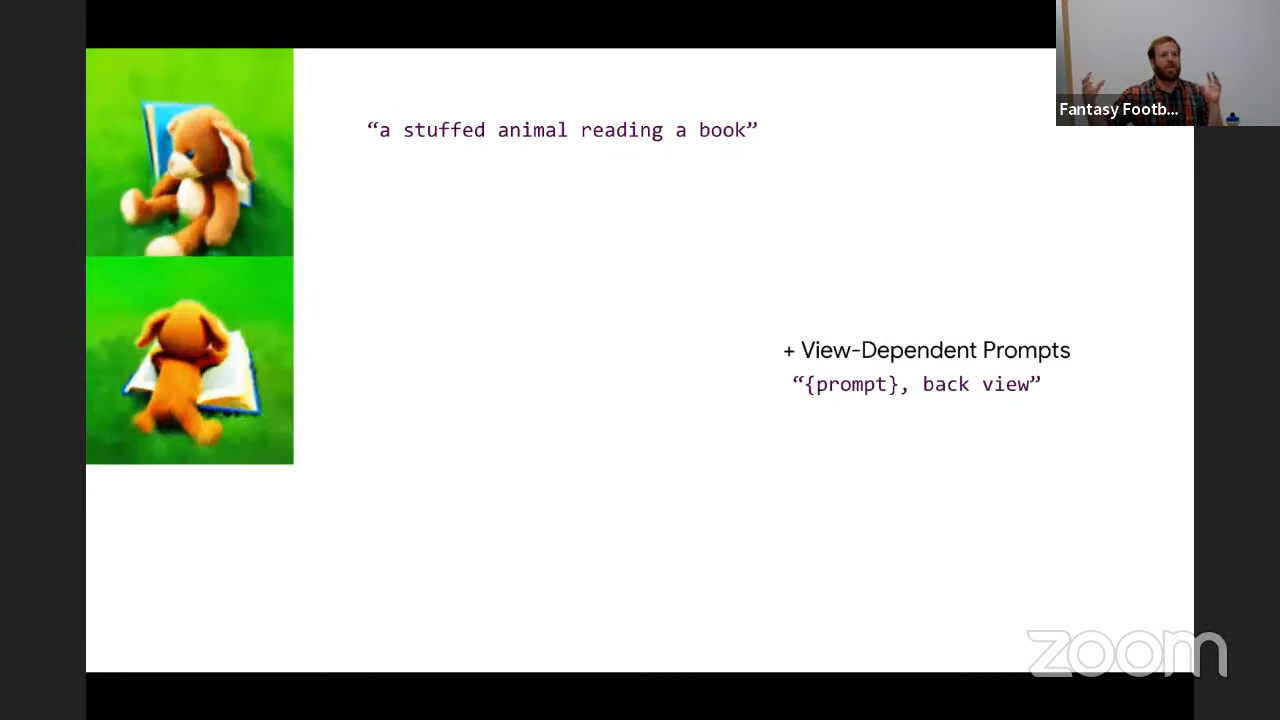 “a stuffed animal reading a book”
Fantasy Footb...
+ View-Dependent Prompts
“{prompt}, back view”
zoom